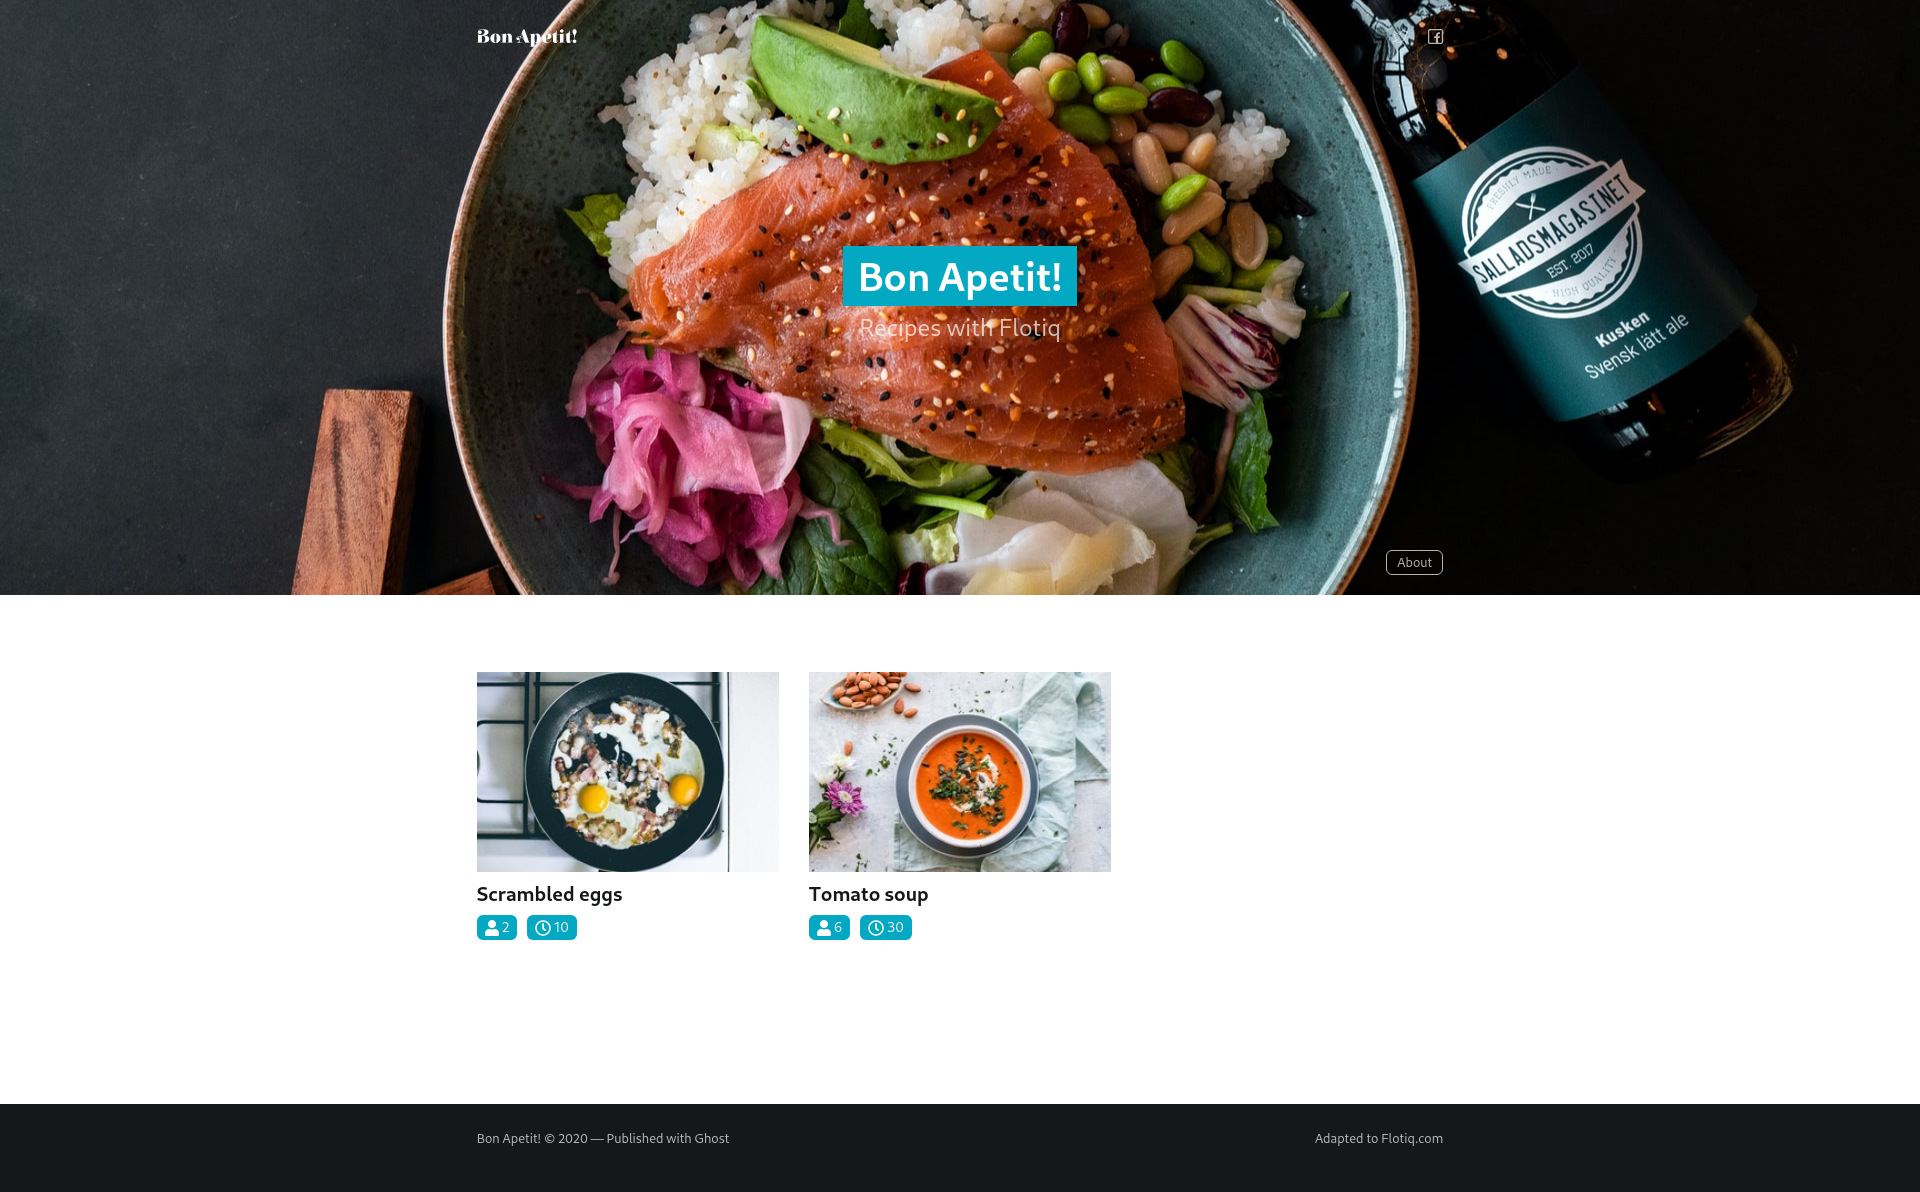 Bon Apetit!
FRESHLY MADE
SALLADSMAGASINET
EST. 2017
HIGH QUALITY
Kusken
Svensk lätt ale
Bon Apetit!
Recipes with Flotiq
About
Scrambled eggs
2 10
Tomato soup
6 30
Bon Apetit! © 2020 — Published with Ghost
Adapted to Flotiq.com